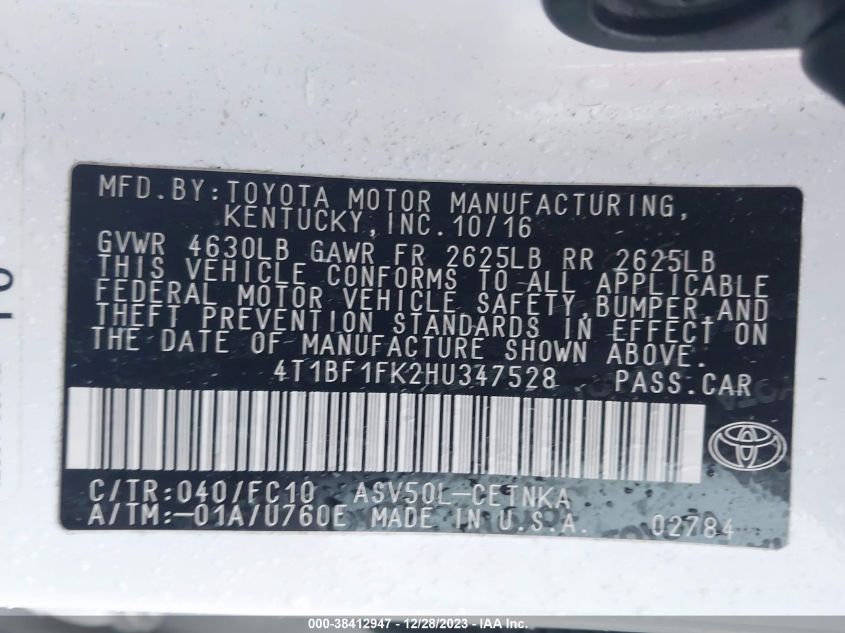 MFD.BY:TOYOTA MOTOR MANUFACTURING,
KENTUCKY,INC.10/16
GVWR 4630LB GAWR FR 2625LB RR 2625LB
THIS VEHICLE CONFORMS TO ALL APPLICABLE
FEDERAL MOTOR VEHICLE SAFETY,BUMPER,AND
THEFT PREVENTION STANDARDS IN EFFECT ON
THE DATE OF MANUFACTURE SHOWN ABOVE.
4T1BF1FK2HU347528 PASS.CAR
C/TR:040/FC10 ASV50L-CETNKA
A/TM:-01A/U760E MADE IN U.S.A. 02784
000-38412947 - 12/28/2023 - IAA Inc.